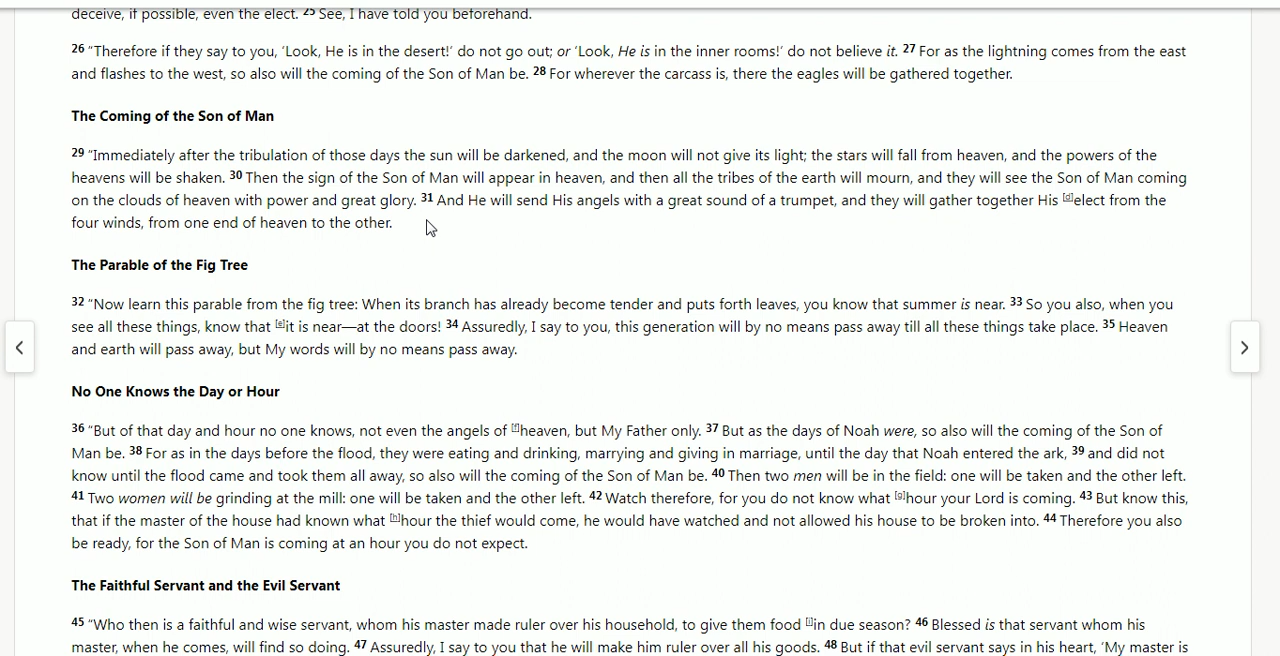 deceive, if possible, even the elect. 25 See, I have told you beforehand.
26 “Therefore if they say to you, ‘Look, He is in the desert!’ do not go out; or ‘Look, He is in the inner rooms!’ do not believe it. 27 For as the lightning comes from the east
and flashes to the west, so also will the coming of the Son of Man be. 28 For wherever the carcass is, there the eagles will be gathered together.
The Coming of the Son of Man
29 “Immediately after the tribulation of those days the sun will be darkened, and the moon will not give its light; the stars will fall from heaven, and the powers of the
heavens will be shaken. 30 Then the sign of the Son of Man will appear in heaven, and then all the tribes of the earth will mourn, and they will see the Son of Man coming
on the clouds of heaven with power and great glory. 31 And He will send His angels with a great sound of a trumpet, and they will gather together His [d]elect from the
four winds, from one end of heaven to the other.
The Parable of the Fig Tree
32 “Now learn this parable from the fig tree: When its branch has already become tender and puts forth leaves, you know that summer is near. 33 So you also, when you
see all these things, know that [e]it is near—at the doors! 34 Assuredly, I say to you, this generation will by no means pass away till all these things take place. 35 Heaven
and earth will pass away, but My words will by no means pass away.
No One Knows the Day or Hour
36 “But of that day and hour no one knows, not even the angels of [f]heaven, but My Father only. 37 But as the days of Noah were, so also will the coming of the Son of
Man be. 38 For as in the days before the flood, they were eating and drinking, marrying and giving in marriage, until the day that Noah entered the ark, 39 and did not
know until the flood came and took them all away, so also will the coming of the Son of Man be. 40 Then two men will be in the field: one will be taken and the other left.
41 Two women will be grinding at the mill: one will be taken and the other left. 42 Watch therefore, for you do not know what [g]hour your Lord is coming. 43 But know this,
that if the master of the house had known what [h]hour the thief would come, he would have watched and not allowed his house to be broken into. 44 Therefore you also
be ready, for the Son of Man is coming at an hour you do not expect.
The Faithful Servant and the Evil Servant
45 “Who then is a faithful and wise servant, whom his master made ruler over his household, to give them food [i]in due season? 46 Blessed is that servant whom his
master, when he comes, will find so doing. 47 Assuredly, I say to you that he will make him ruler over all his goods. 48 But if that evil servant says in his heart, ‘My master is